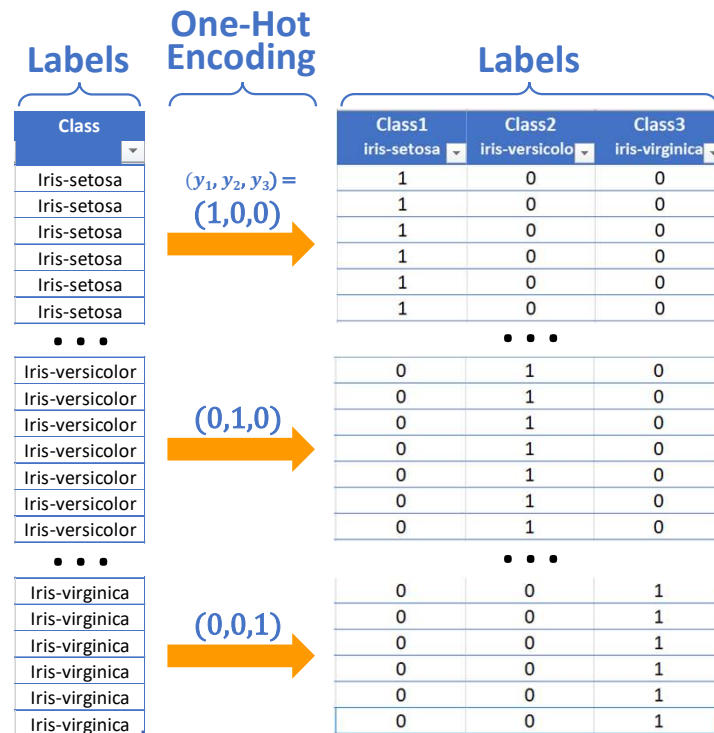 Labels
One-Hot
Encoding
Labels
Class
Iris-setosa
Iris-setosa
Iris-setosa
Iris-setosa
Iris-setosa
Iris-setosa
• • •
Iris-versicolor
Iris-versicolor
Iris-versicolor
Iris-versicolor
Iris-versicolor
Iris-versicolor
Iris-versicolor
• • •
Iris-virginica
Iris-virginica
Iris-virginica
Iris-virginica
Iris-virginica
Iris-virginica
(y₁, y₂, y₃) =
(1,0,0)
(0,1,0)
(0,0,1)
Class1 Class2 Class3
iris-setosa iris-versicolo iris-virginica
1 0 0
1 0 0
1 0 0
1 0 0
1 0 0
1 0 0
• • •
0 1 0
0 1 0
0 1 0
0 1 0
0 1 0
0 1 0
0 1 0
• • •
0 0 1
0 0 1
0 0 1
0 0 1
0 0 1
0 0 1